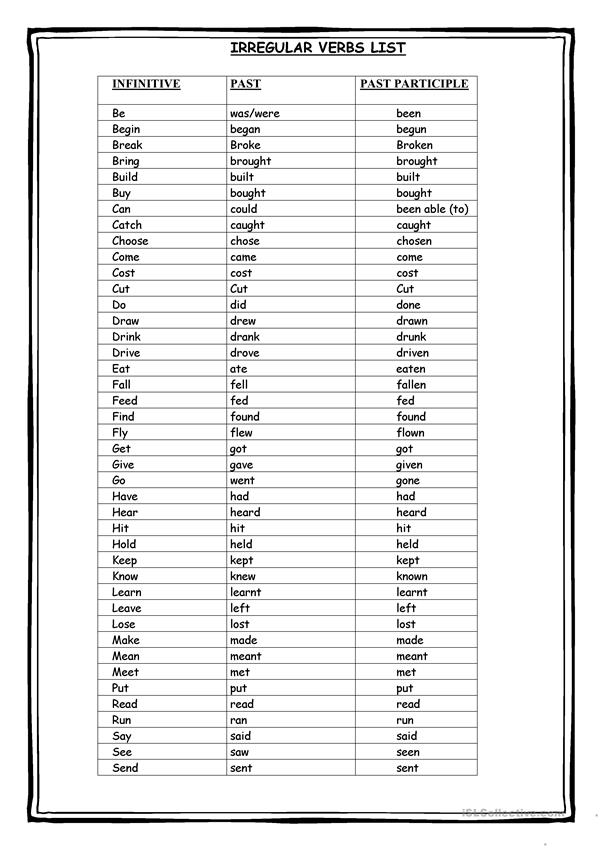 IRREGULAR VERBS LIST
INFINITIVE PAST PAST PARTICIPLE
Be was/were been
Begin began begun
Break Broke Broken
Bring brought brought
Build built built
Buy bought bought
Can could been able (to)
Catch caught caught
Choose chose chosen
Come came come
Cost cost cost
Cut Cut Cut
Do did done
Draw drew drawn
Drink drank drunk
Drive drove driven
Eat ate eaten
Fall fell fallen
Feed fed fed
Find found found
Fly flew flown
Get got got
Give gave given
Go went gone
Have had had
Hear heard heard
Hit hit hit
Hold held held
Keep kept kept
Know knew known
Learn learnt learnt
Leave left left
Lose lost lost
Make made made
Mean meant meant
Meet met met
Put put put
Read read read
Run ran run
Say said said
See saw seen
Send sent sent
iSLCollective.com